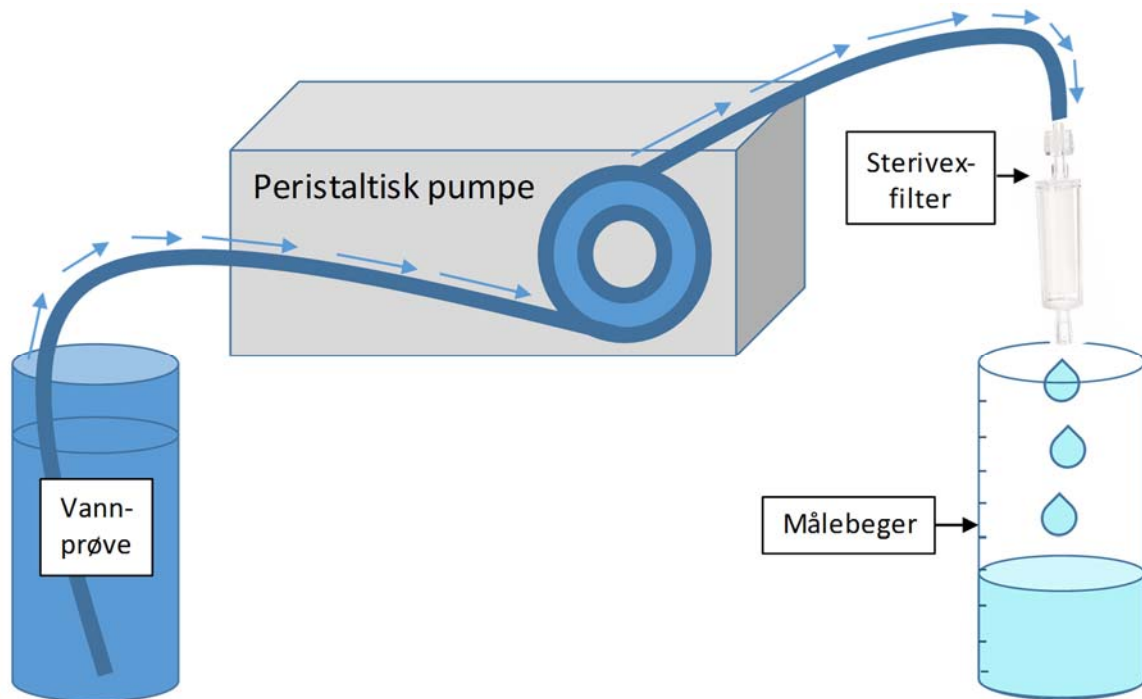 Peristaltisk pumpe
Sterivex-
filter
Vann-
prøve
Målebeger